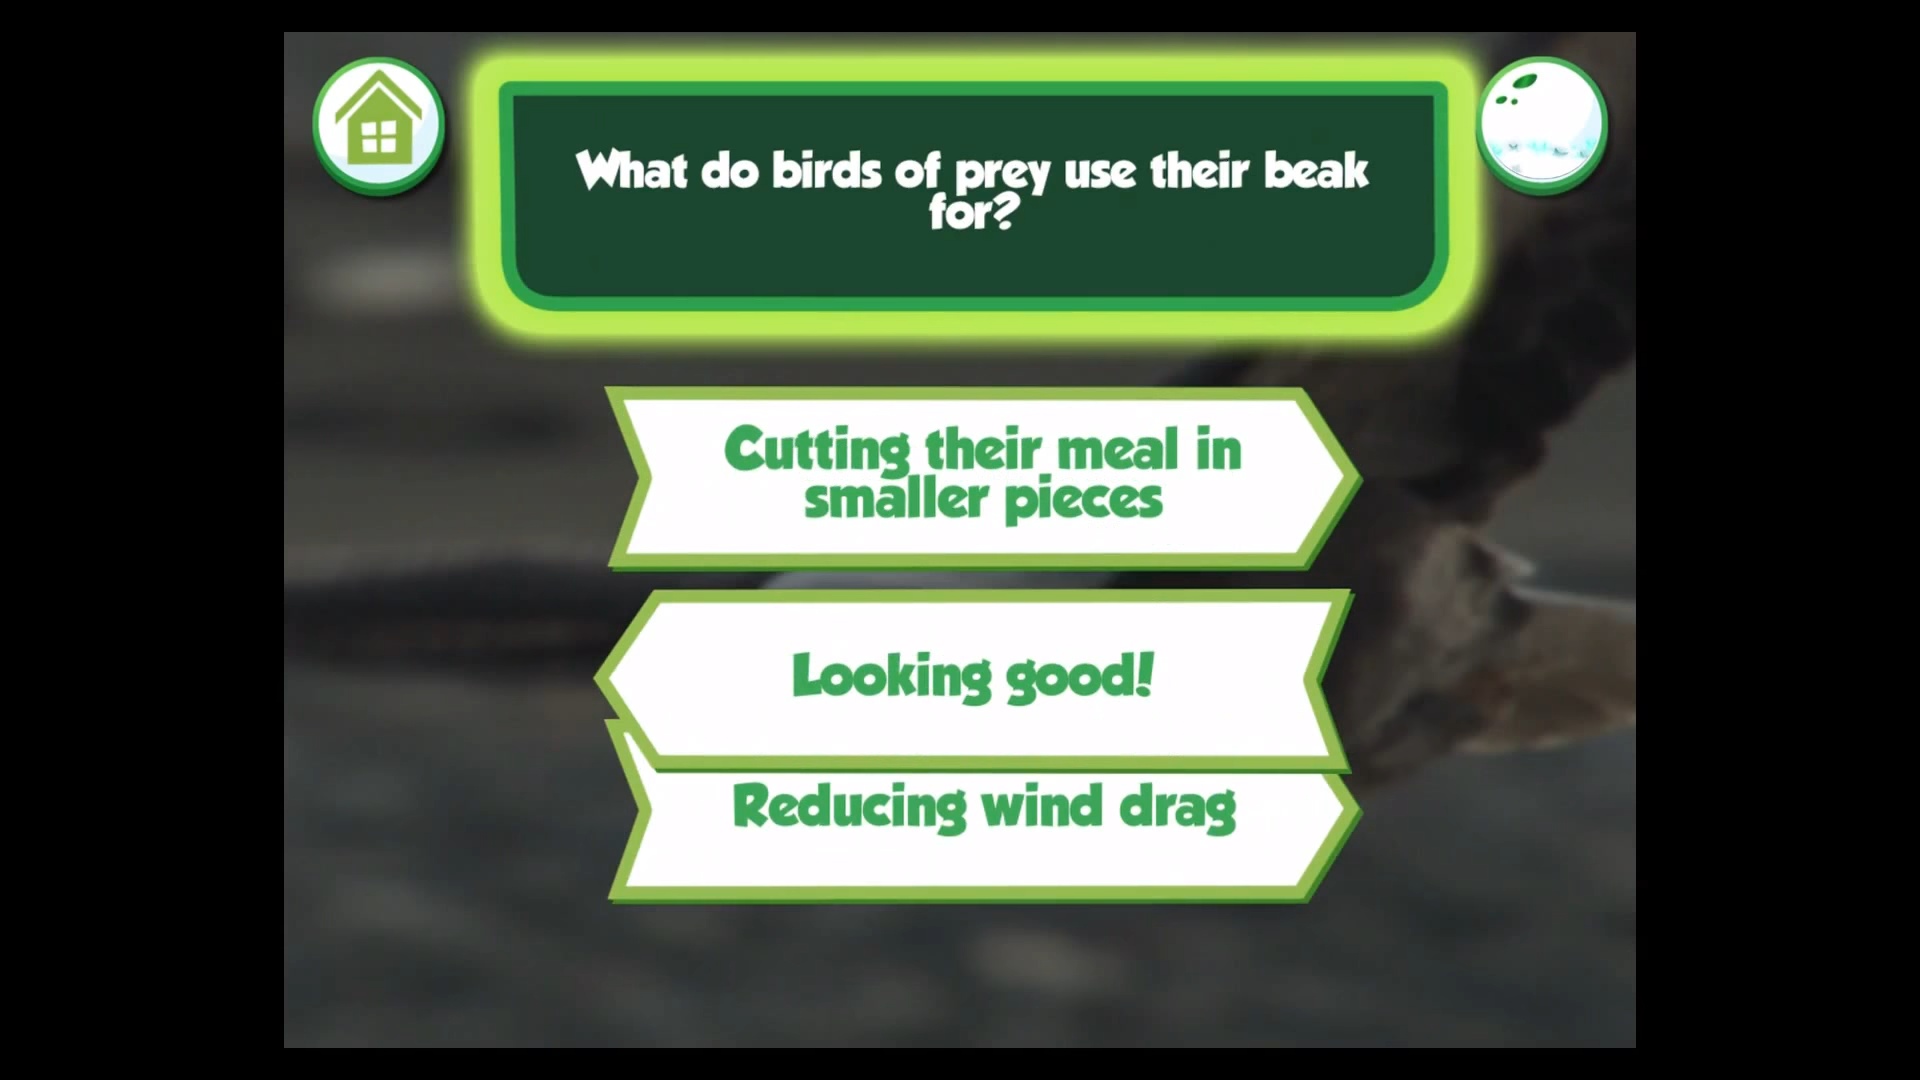 What do birds of prey use their beak
for?
Cutting their meal in
smaller pieces
Looking good!
Reducing wind drag